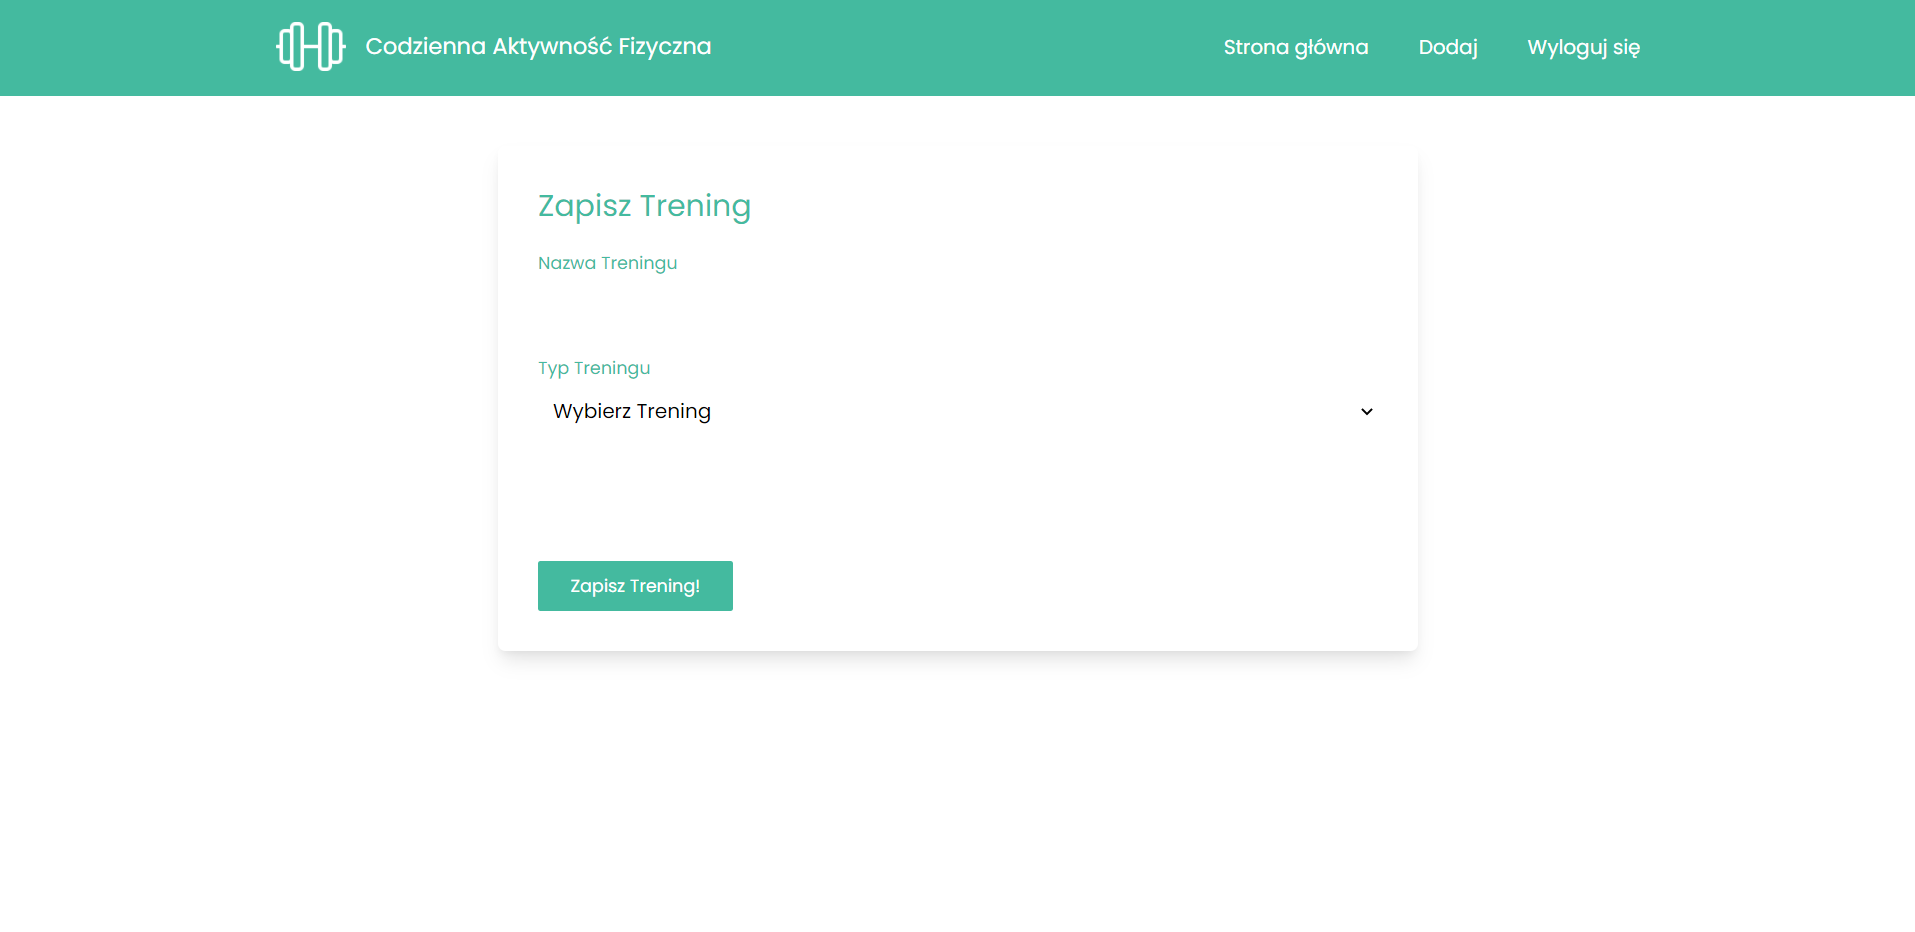 Codzienna Aktywność Fizyczna
Strona główna
Dodaj
Wyloguj się
Zapisz Trening
Nazwa Treningu
Typ Treningu
Wybierz Trening
Zapisz Trening!